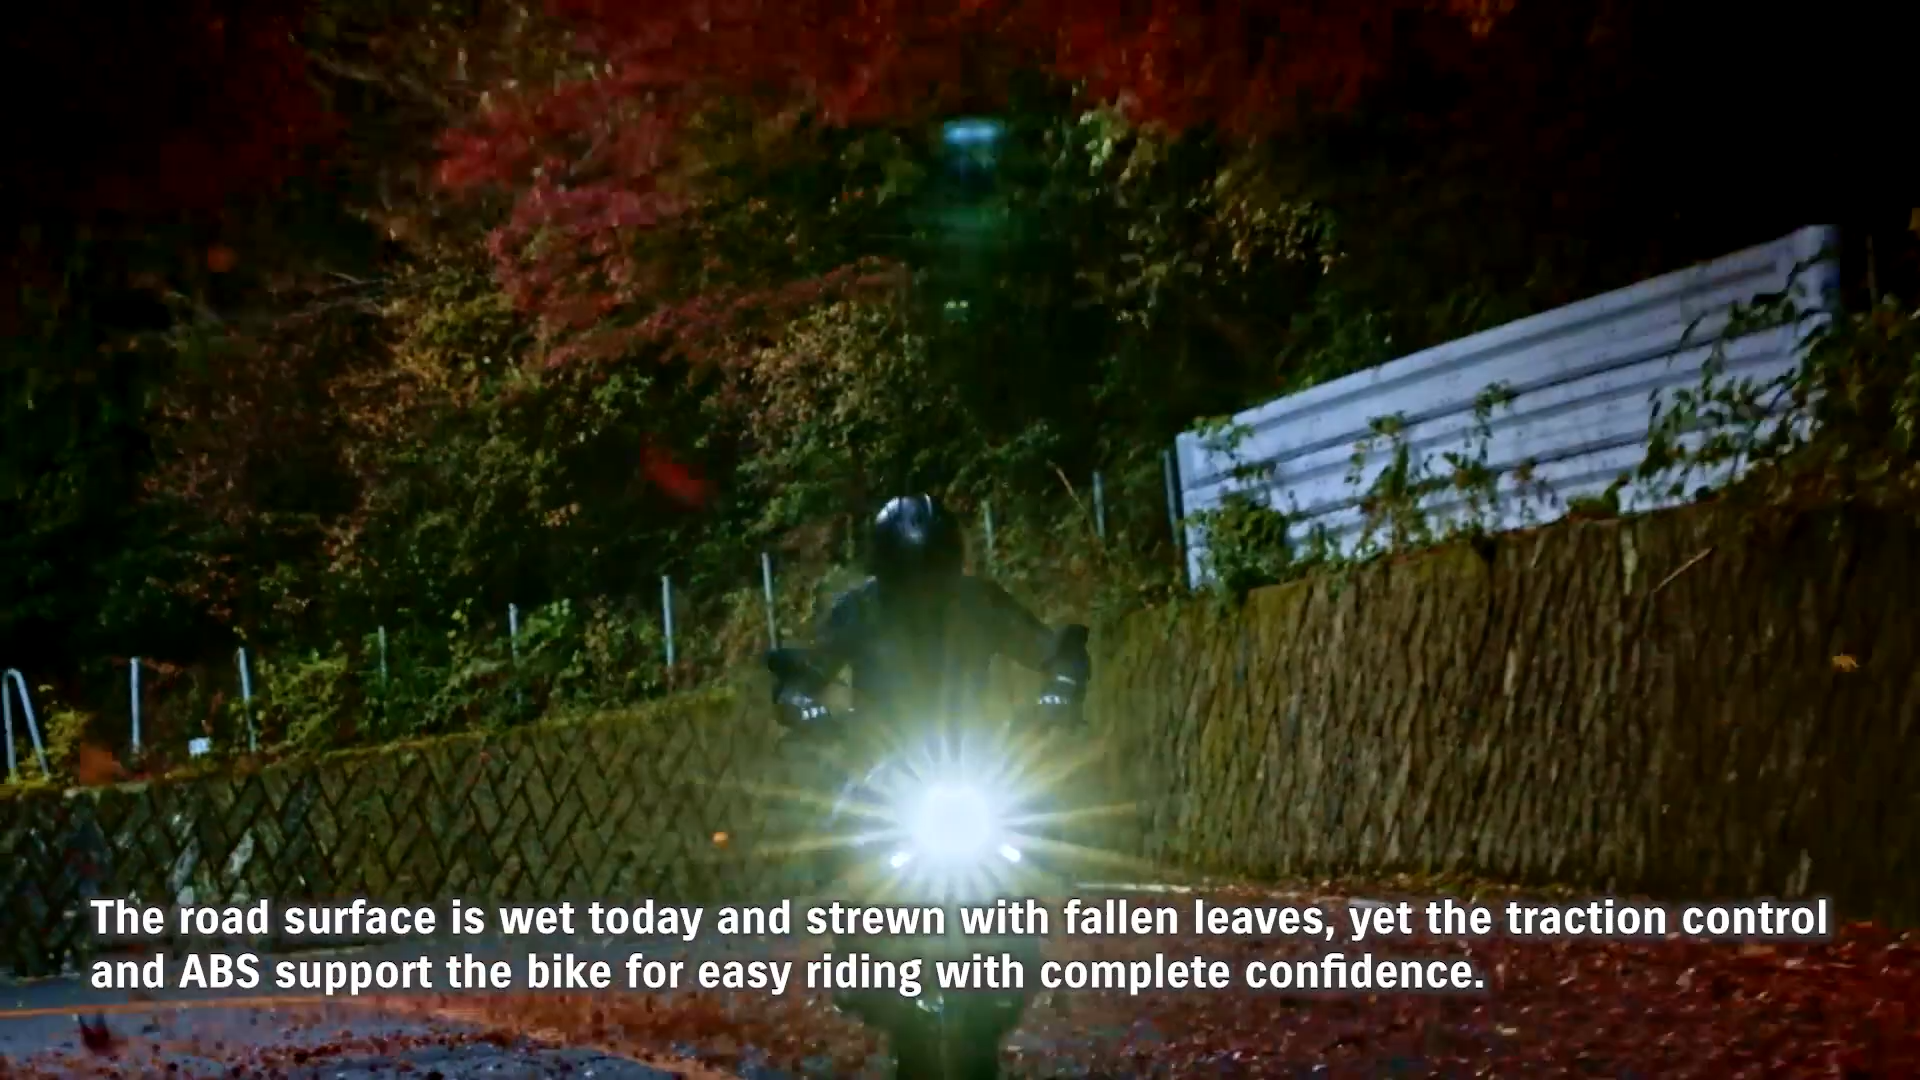 The road surface is wet today and strewn with fallen leaves, yet the traction control
and ABS support the bike for easy riding with complete confidence.